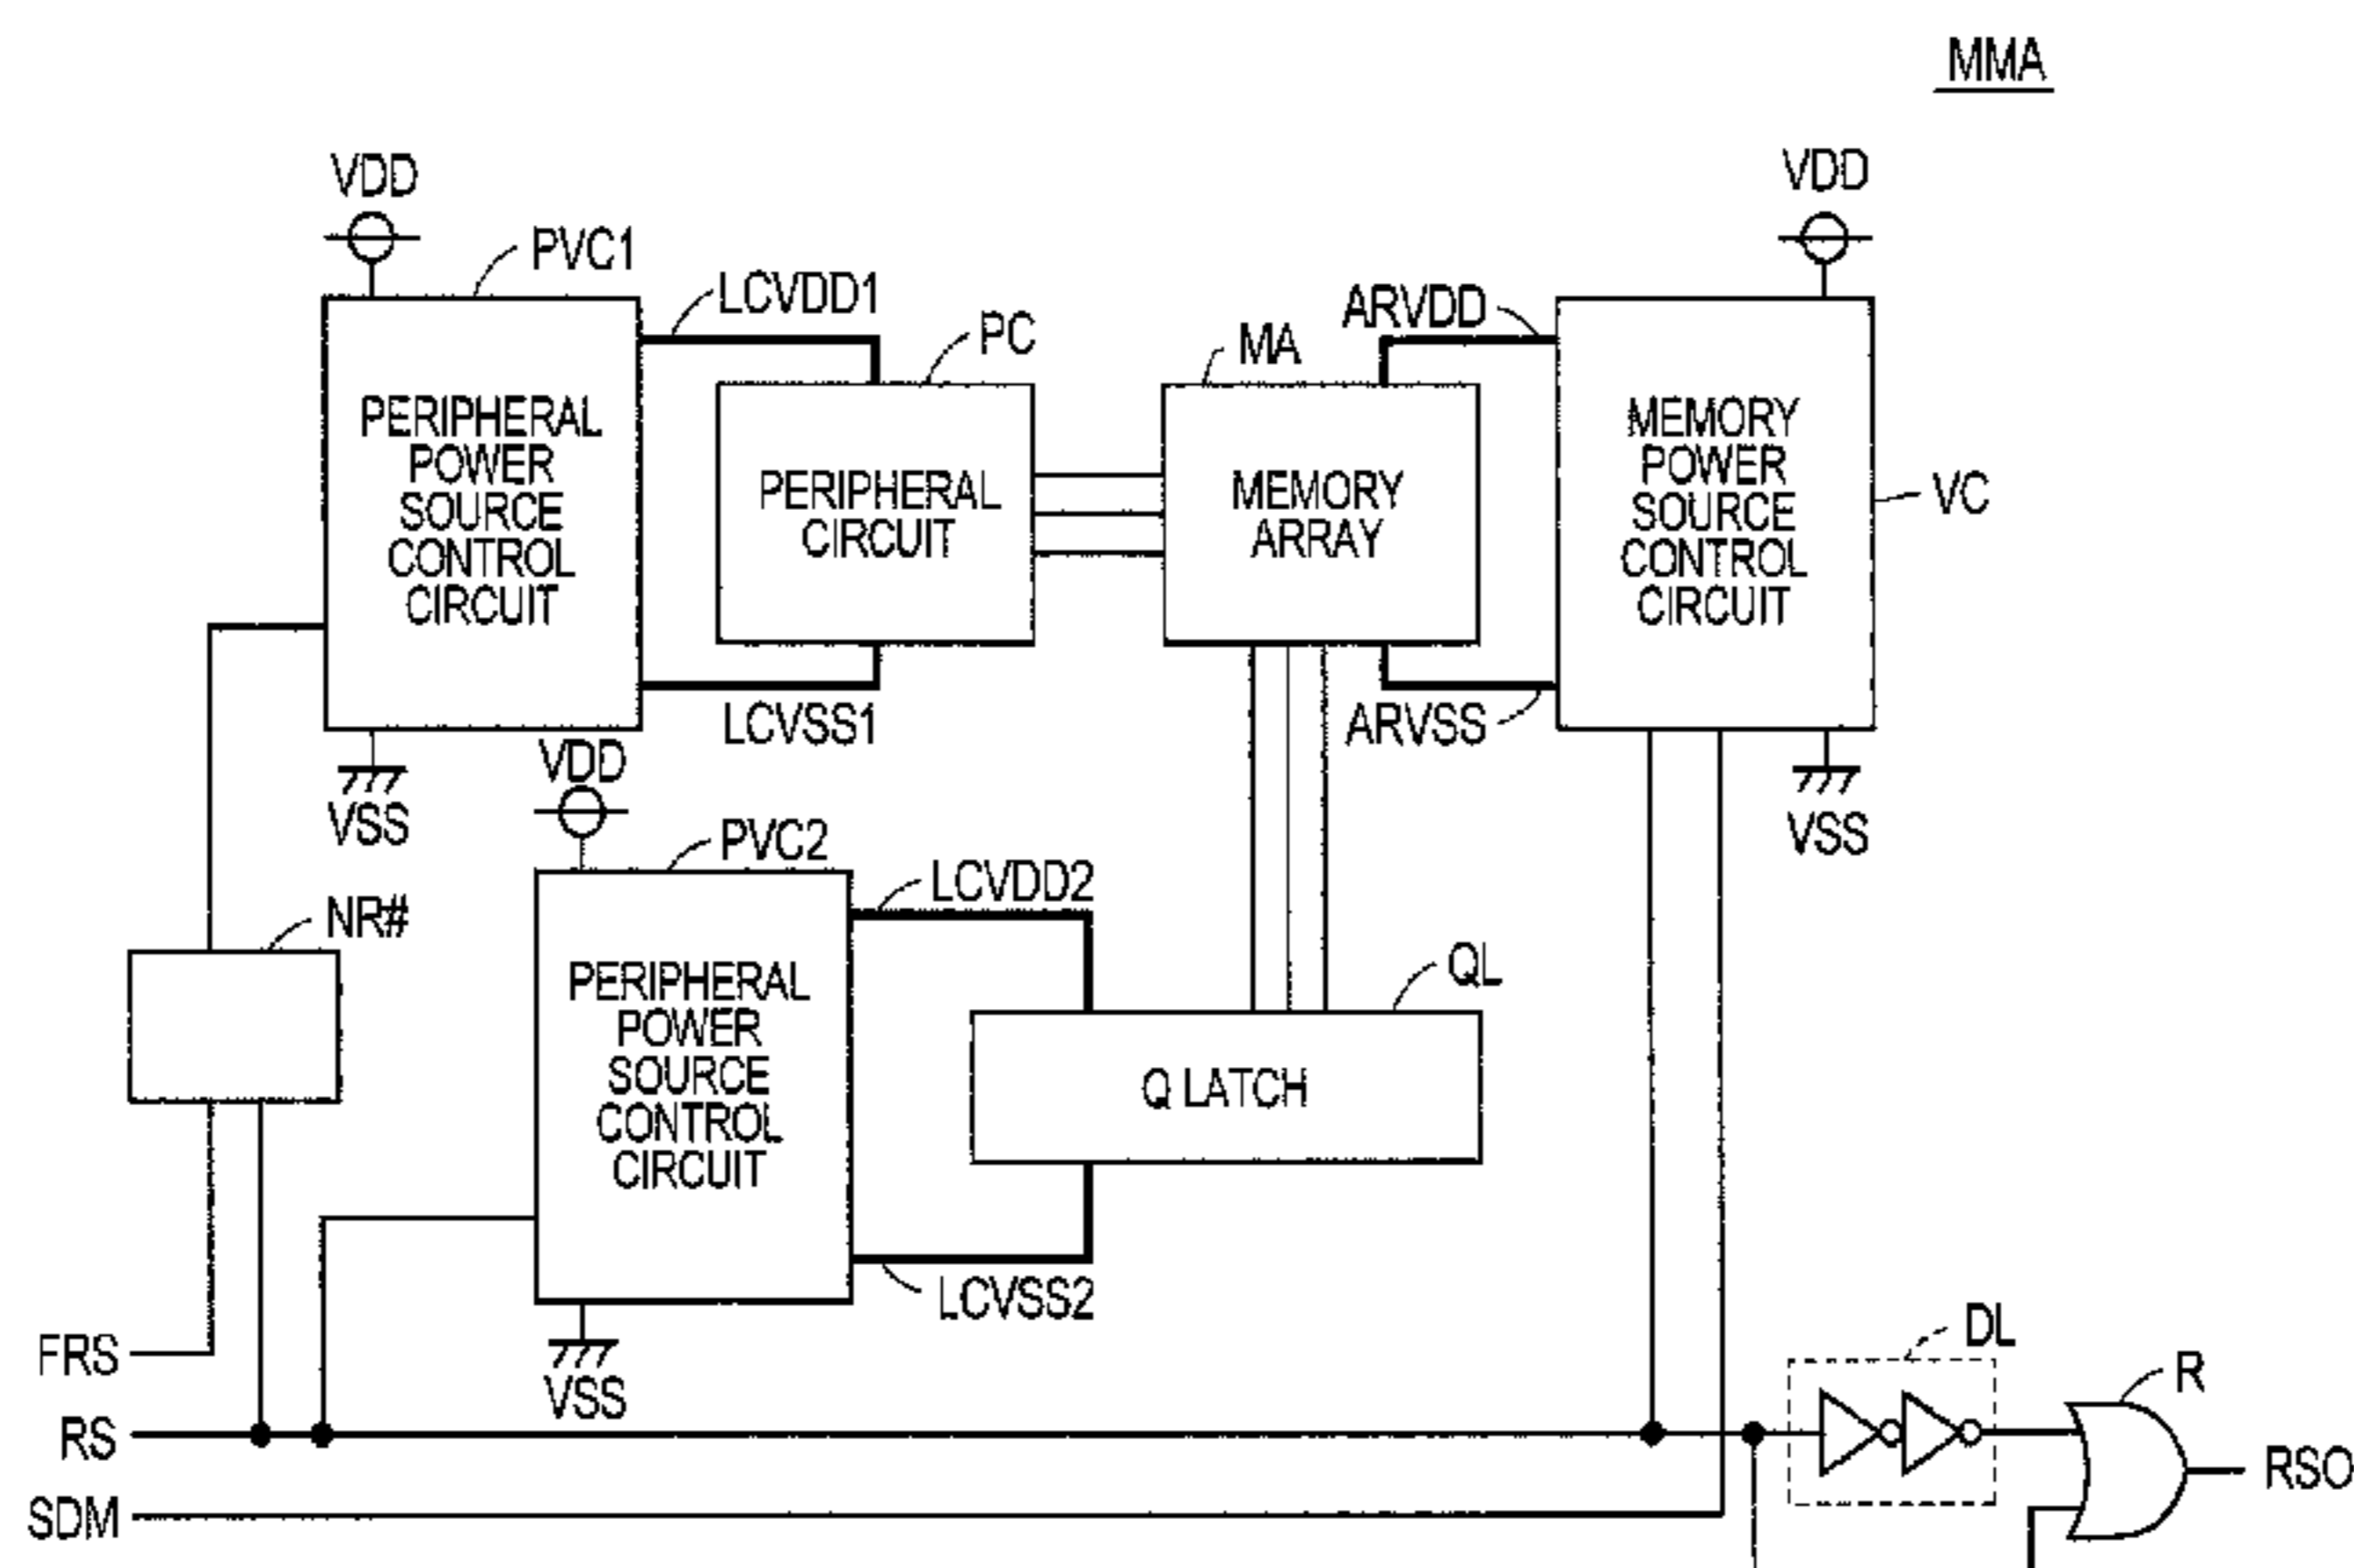 MMA
VDD
VDD
PVC1
LCVDD1
PC
MA
ARVDD
PERIPHERAL
POWER
SOURCE
CONTROL
CIRCUIT
PERIPHERAL
CIRCUIT
MEMORY
ARRAY
MEMORY
POWER
SOURCE
CONTROL
CIRCUIT
VC
LCVSS1
ARVSS
VSS
VDD
VSS
PVC2
LCVDD2
NR#
QL
PERIPHERAL
POWER
SOURCE
CONTROL
CIRCUIT
Q LATCH
LCVSS2
VSS
FRS
DL
R
RS
RSO
SDM